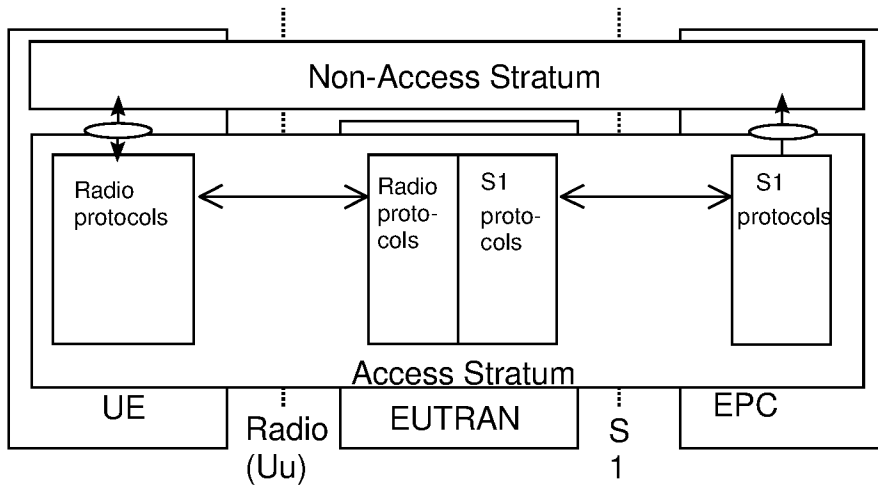 Non-Access Stratum
Radio
protocols
Radio
proto-
cols
S1
proto-
cols
S1
protocols
Access Stratum
UE
Radio
(Uu)
EUTRAN
S
1
EPC